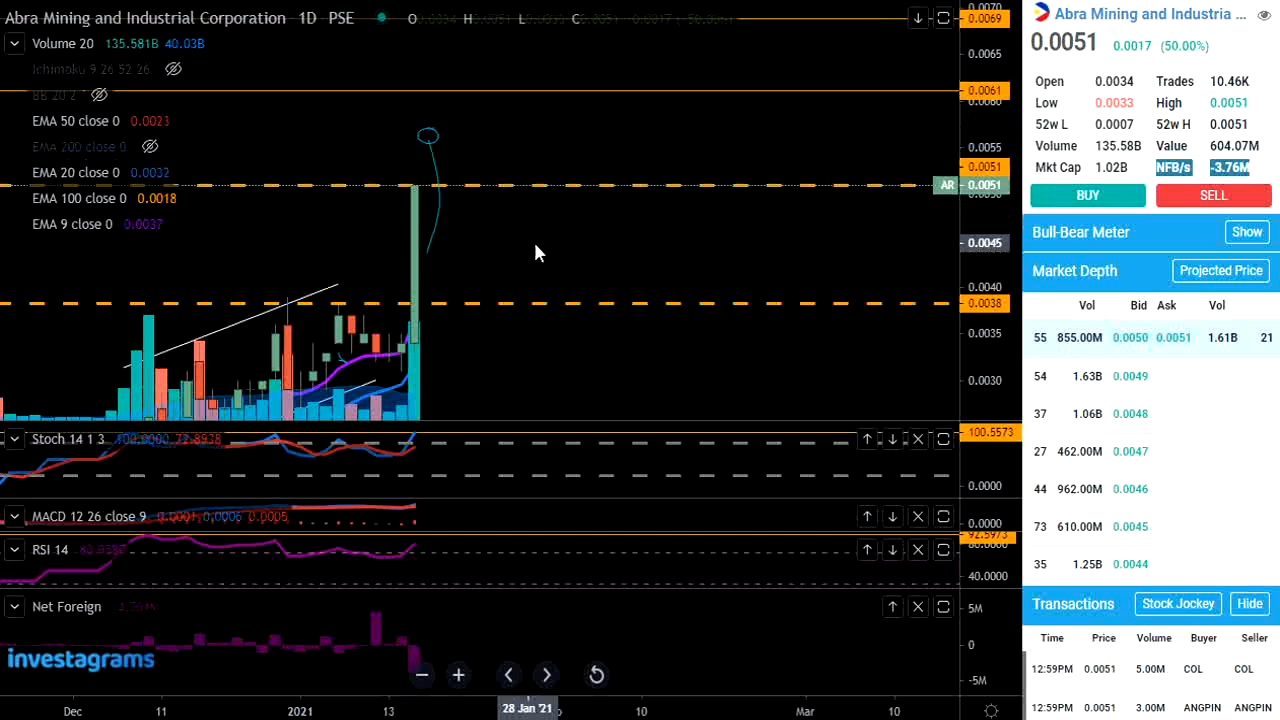 Abra Mining and Industrial Corporation 1D PSE O H L C
Volume 20 135.581B 40.03B
Ichimoku 9 26 52 26
BB 20 2
EMA 50 close 0 0.0023
EMA 200 close 0
EMA 20 close 0 0.0032
EMA 100 close 0 0.0018
EMA 9 close 0 0.0037
0.0070
0.0069
0.0065
0.0061
0.0060
0.0055
0.0051
AR 0.0051
0.0050
0.0045
0.0040
0.0038
0.0035
0.0030
Stoch 14 1 3 100.0000 72.8938
100.5573
0.0000
MACD 12 26 close 9 0.0001 0.0006 0.0005
0.0000
RSI 14
92.5973
80.0000
40.0000
Net Foreign
5M
0
-5M
investagrams
Dec 11 2021 13 28 Jan '21 10 Mar 10
Abra Mining and Industria ...
0.0051 0.0017 (50.00%)
Open 0.0034 Trades 10.46K
Low 0.0033 High 0.0051
52w L 0.0007 52w H 0.0051
Volume 135.58B Value 604.07M
Mkt Cap 1.02B NFB/s -3.76M
BUY SELL
Bull-Bear Meter Show
Market Depth Projected Price
Vol Bid Ask Vol
55 855.00M 0.0050 0.0051 1.61B 21
54 1.63B 0.0049
37 1.06B 0.0048
27 462.00M 0.0047
44 962.00M 0.0046
73 610.00M 0.0045
35 1.25B 0.0044
Transactions Stock Jockey Hide
Time Price Volume Buyer Seller
12:59PM 0.0051 5.00M COL COL
12:59PM 0.0051 3.00M ANGPIN ANGPIN